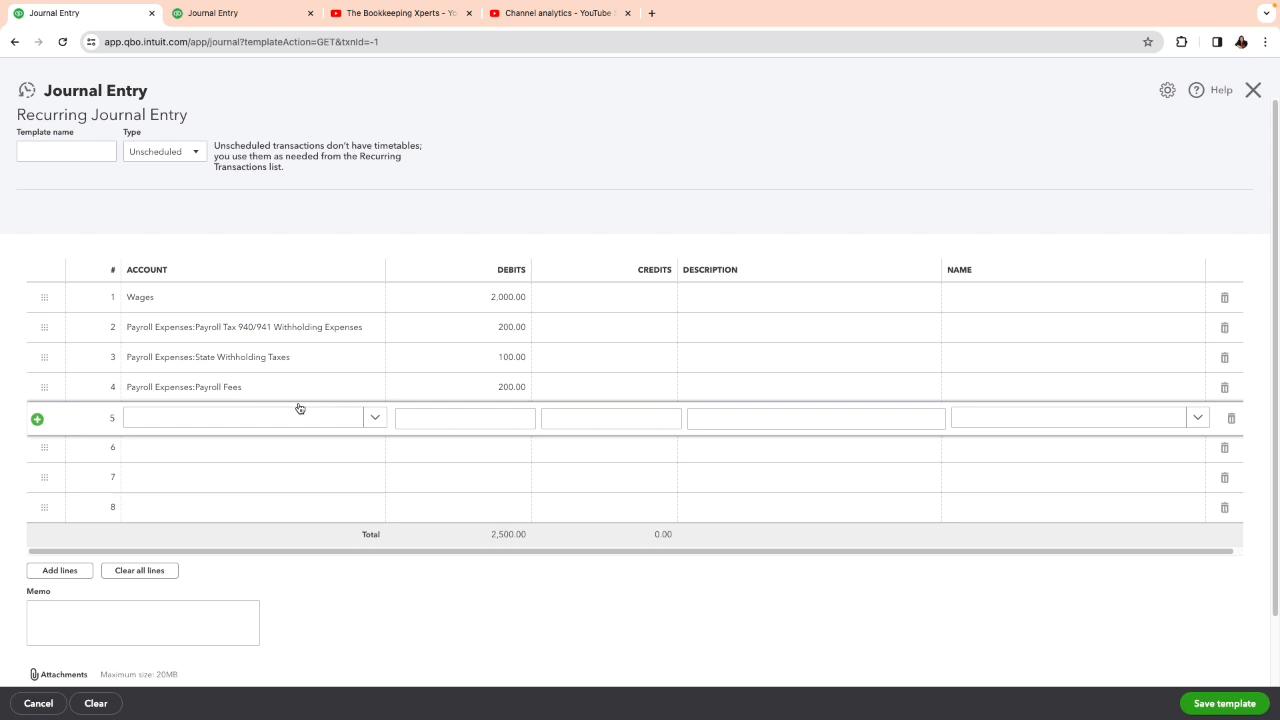 Journal Entry
Journal Entry
The Bookkeeping Xperts – Yo
Channel analytics - YouTube
app.qbo.intuit.com/app/journal?templateAction=GET&txnId=-1
Journal Entry
Help
Recurring Journal Entry
Template name
Type
Unscheduled
Unscheduled transactions don't have timetables;
you use them as needed from the Recurring
Transactions list.
# ACCOUNT DEBITS CREDITS DESCRIPTION NAME
1 Wages 2,000.00
2 Payroll Expenses:Payroll Tax 940/941 Withholding Expenses 200.00
3 Payroll Expenses:State Withholding Taxes 100.00
4 Payroll Expenses:Payroll Fees 200.00
5
6
7
8
Total 2,500.00 0.00
Add lines Clear all lines
Memo
Attachments Maximum size: 20MB
Cancel Clear Save template